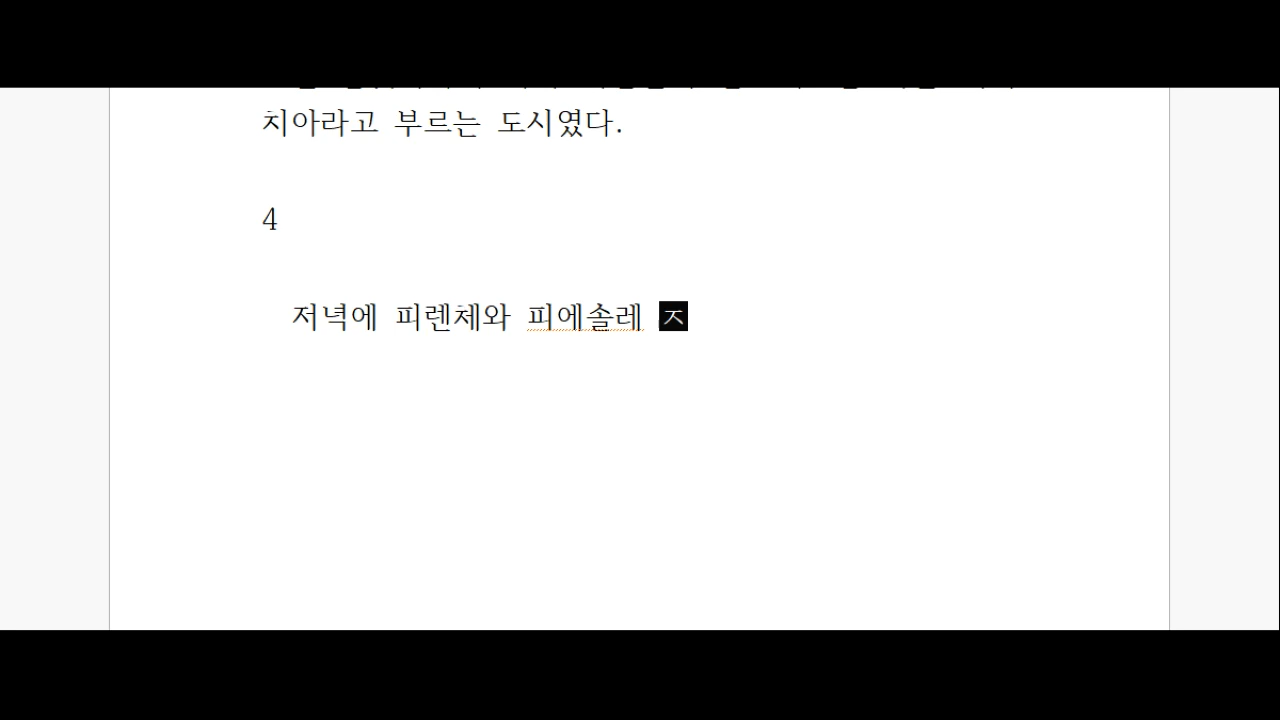 치아라고 부르는 도시였다.
4
저녁에 피렌체와 피에솔레 ㅈ